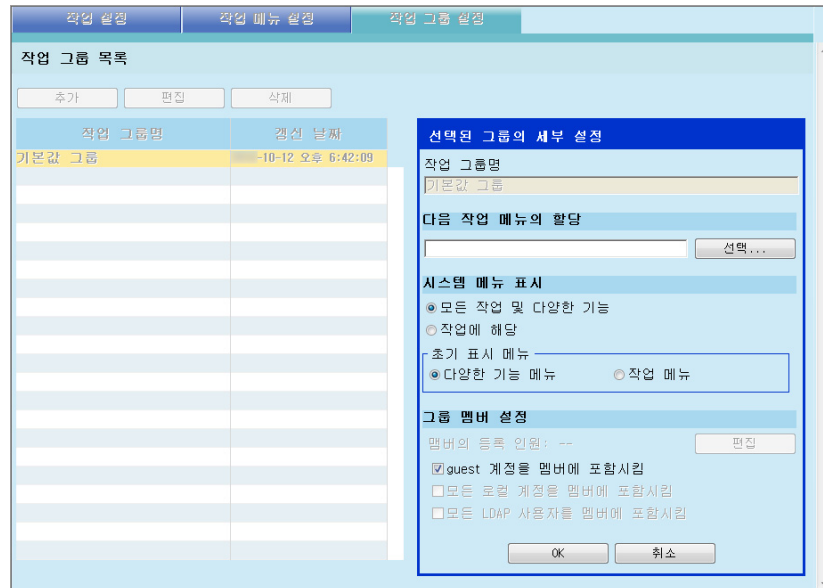 작업 설정 작업 메뉴 설정 작업 그룹 설정
작업 그룹 목록
추가 편집 삭제
작업 그룹명 갱신 날짜
기본값 그룹 -10-12 오후 6:42:09
선택된 그룹의 세부 설정
작업 그룹명
기본값 그룹
다음 작업 메뉴의 할당
선택...
시스템 메뉴 표시
모든 작업 및 다양한 기능
작업에 해당
초기 표시 메뉴
다양한 기능 메뉴 작업 메뉴
그룹 멤버 설정
맴버의 등록 인원: -- 편집
guest 계정을 멤버에 포함시킴
모든 로컬 계정을 멤버에 포함시킴
모든 LDAP 사용자를 멤버에 포함시킴
OK 취소